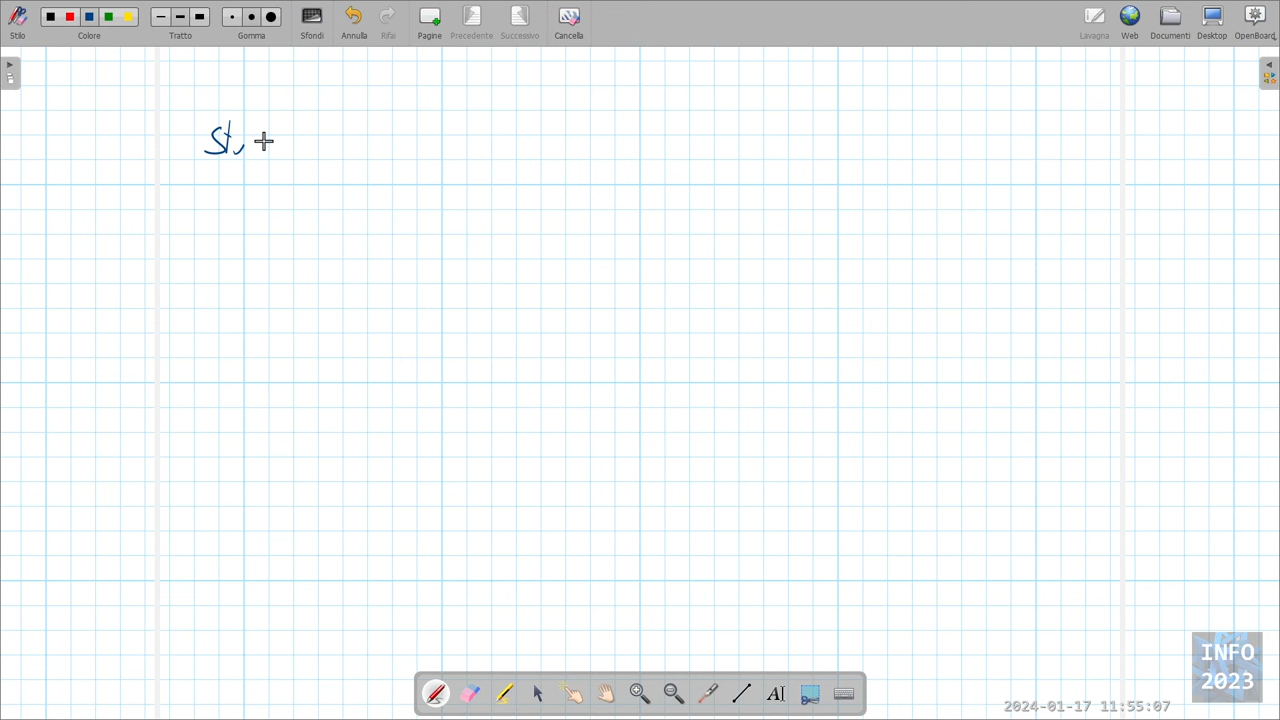 Stilo Colore Tratto Gomma Sfondi Annulla Rifai Pagine Precedente Successivo Cancella Lavagna Web Documenti Desktop OpenBoard
St
INFO
2023
2024-01-17 11:55:07